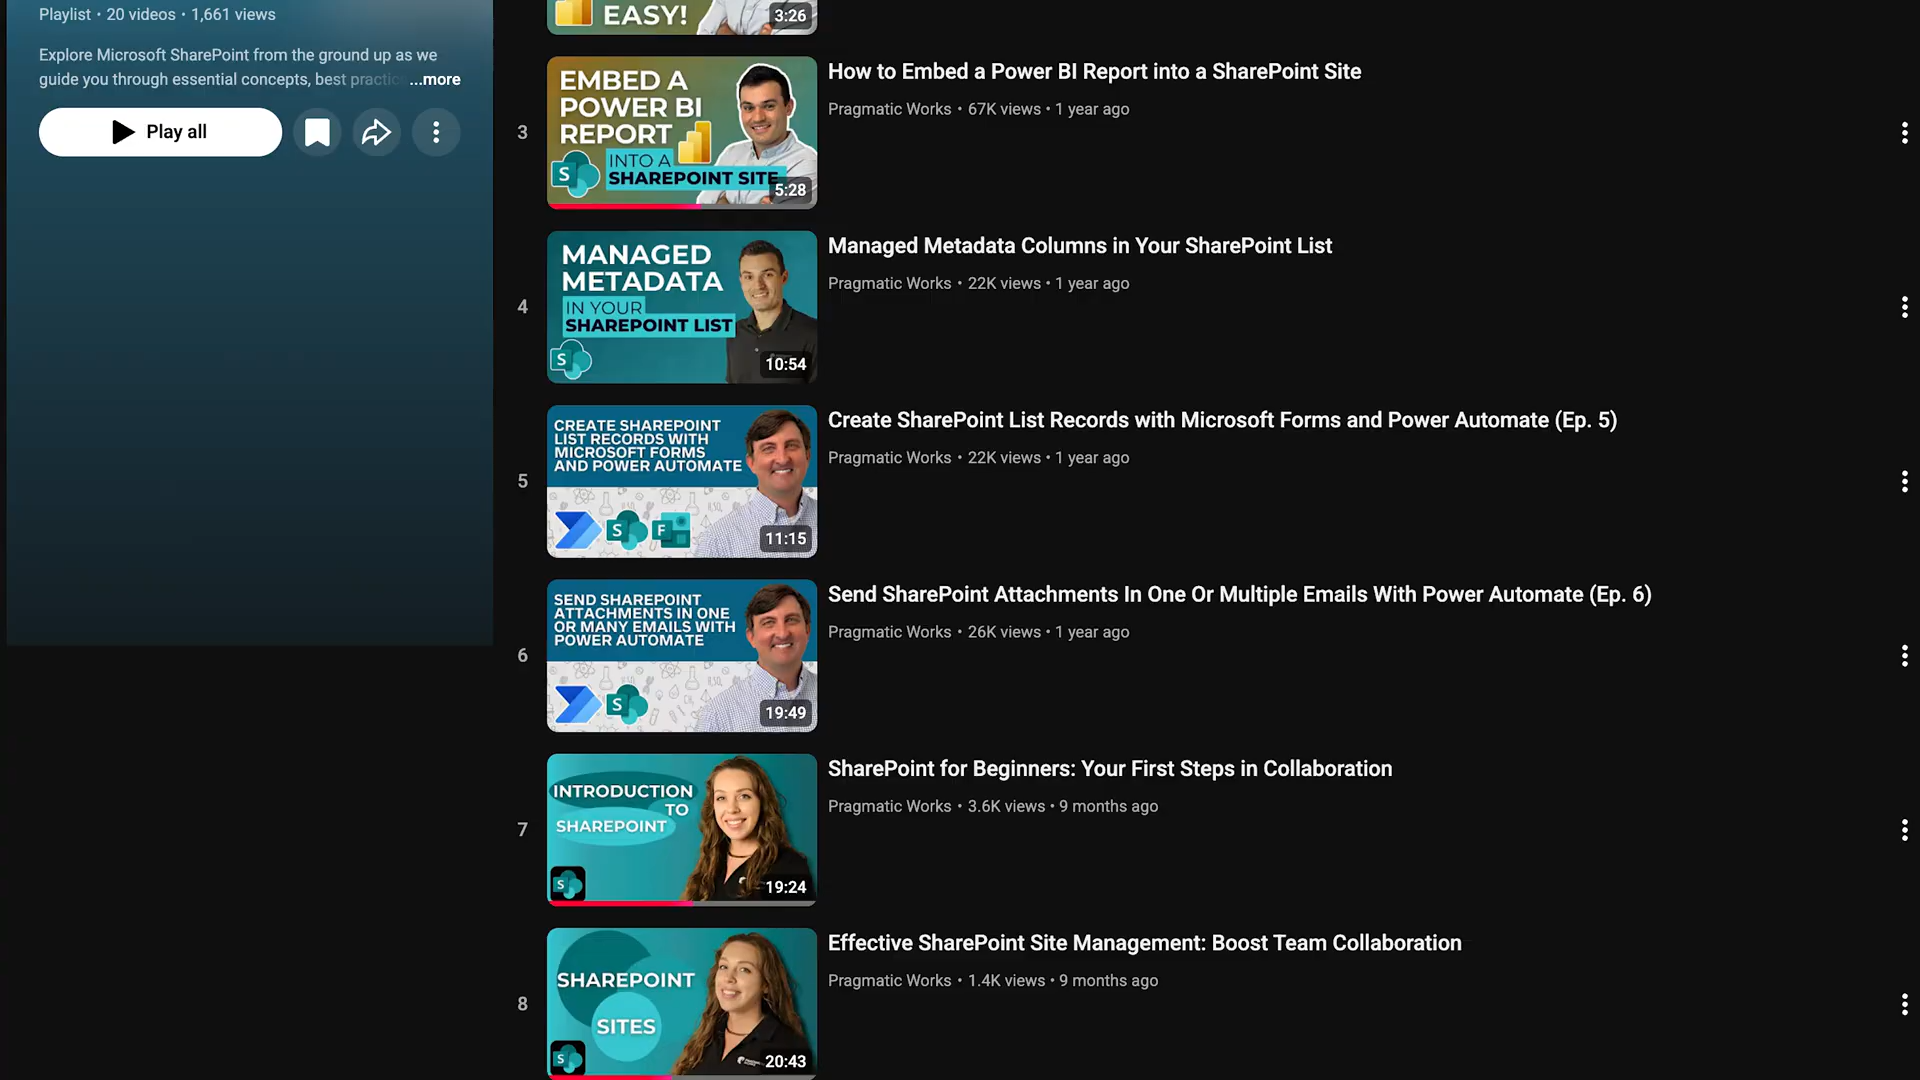 Playlist • 20 videos • 1,661 views
Explore Microsoft SharePoint from the ground up as we
guide you through essential concepts, best practic ...more
Play all
EASY!
3:26
3
EMBED A
POWER BI
REPORT
INTO A
SHAREPOINT SITE
S
5:28
How to Embed a Power BI Report into a SharePoint Site
Pragmatic Works • 67K views • 1 year ago
4
MANAGED
METADATA
IN YOUR
SHAREPOINT LIST
S
10:54
Managed Metadata Columns in Your SharePoint List
Pragmatic Works • 22K views • 1 year ago
5
CREATE SHAREPOINT
LIST RECORDS WITH
MICROSOFT FORMS
AND POWER AUTOMATE
S
F
11:15
Create SharePoint List Records with Microsoft Forms and Power Automate (Ep. 5)
Pragmatic Works • 22K views • 1 year ago
6
SEND SHAREPOINT
ATTACHMENTS IN ONE
OR MANY EMAILS WITH
POWER AUTOMATE
S
19:49
Send SharePoint Attachments In One Or Multiple Emails With Power Automate (Ep. 6)
Pragmatic Works • 26K views • 1 year ago
7
INTRODUCTION
TO
SHAREPOINT
S
19:24
SharePoint for Beginners: Your First Steps in Collaboration
Pragmatic Works • 3.6K views • 9 months ago
8
SHAREPOINT
SITES
S
20:43
Effective SharePoint Site Management: Boost Team Collaboration
Pragmatic Works • 1.4K views • 9 months ago